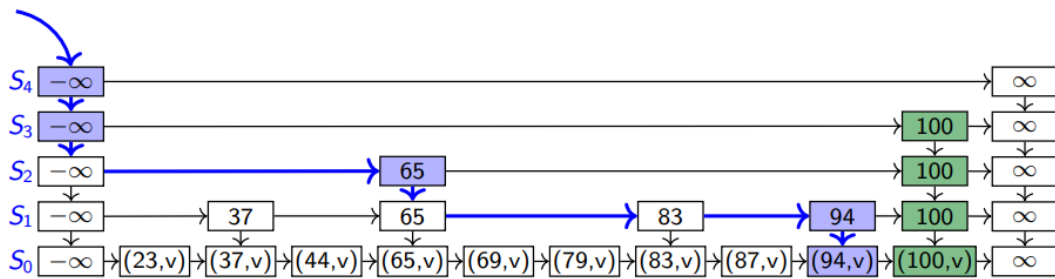 S₄ −∞ ∞
S₃ −∞ 100 ∞
S₂ −∞ 65 100 ∞
S₁ −∞ 37 65 83 94 100 ∞
S₀ −∞ (23,v) (37,v) (44,v) (65,v) (69,v) (79,v) (83,v) (87,v) (94,v) (100,v) ∞